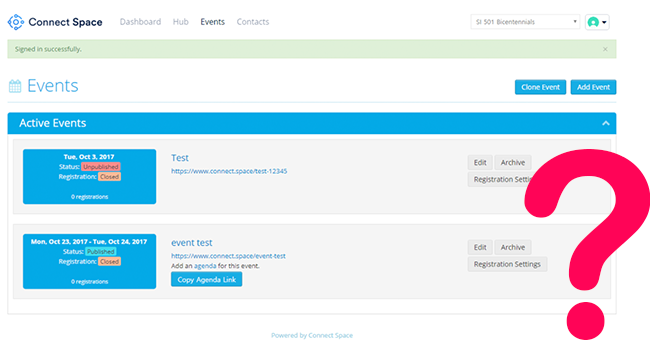 Connect Space
Dashboard Hub Events Contacts
SI 501 Bicentennials
Signed in successfully.
×
Events
Clone Event Add Event
Active Events
Tue, Oct 3, 2017
Status: Unpublished
Registration: Closed
0 registrations
Test
https://www.connect.space/test-12345
Edit Archive
Registration
Mon, Oct 23, 2017 - Tue, Oct 24, 2017
Status: Published
Registration: Closed
0 registrations
event test
https://www.connect.space/event-test
Add an agenda for this event.
Copy Agenda Link
Edit Archive
Registration Settings
Powered by Connect Space
?